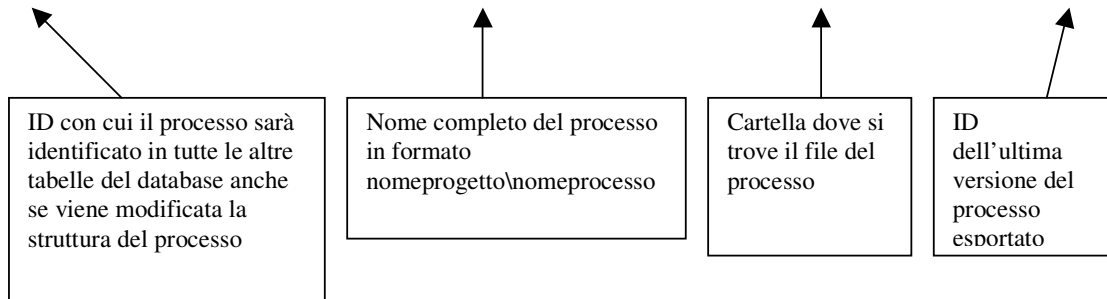 ID con cui il processo sarà
identificato in tutte le altre
tabelle del database anche
se viene modificata la
struttura del processo
Nome completo del processo
in formato
nomeprogetto\nomeprocesso
Cartella dove si
trove il file del
processo
ID
dell'ultima
versione del
processo
esportato